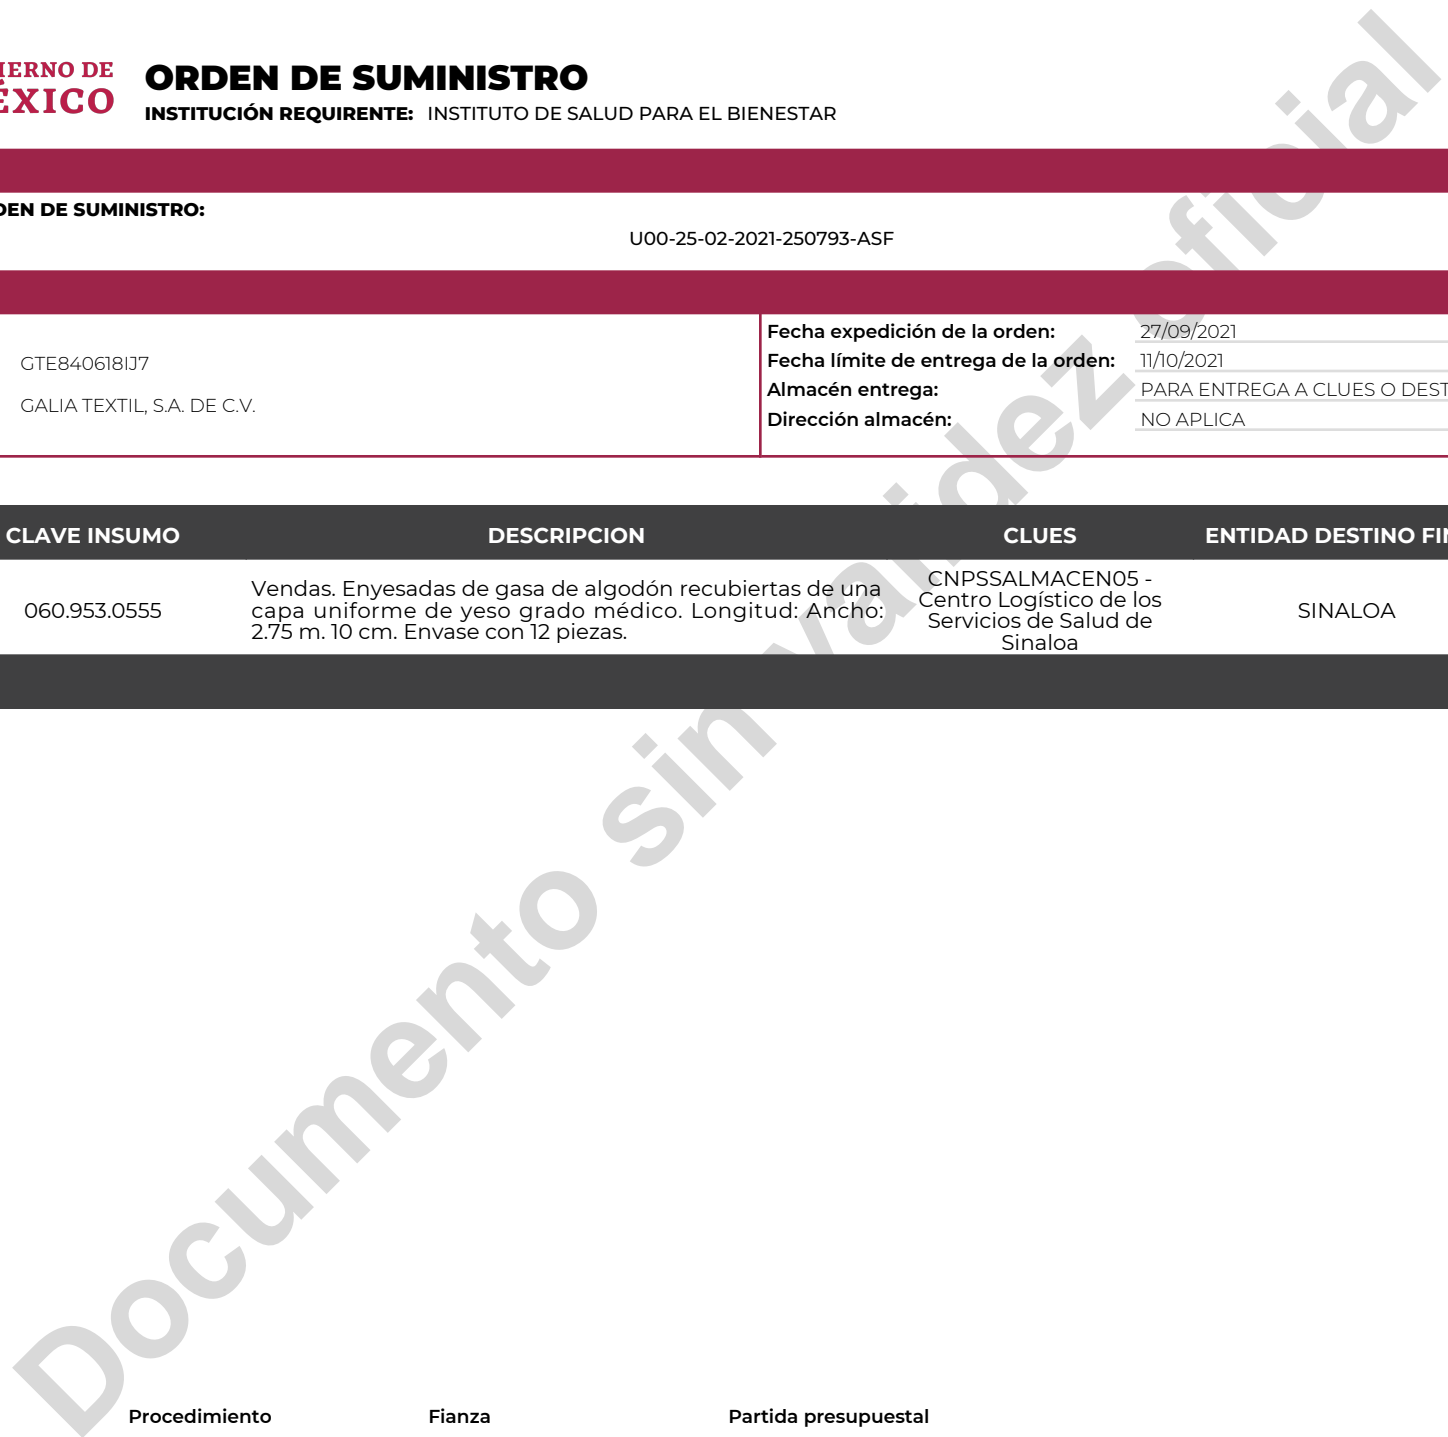 IERNO DE
ÉXICO
ORDEN DE SUMINISTRO
INSTITUCIÓN REQUIRENTE: INSTITUTO DE SALUD PARA EL BIENESTAR
DEN DE SUMINISTRO:
U00-25-02-2021-250793-ASF
GTE840618IJ7
GALIA TEXTIL, S.A. DE C.V.
Fecha expedición de la orden: 27/09/2021
Fecha límite de entrega de la orden: 11/10/2021
Almacén entrega: PARA ENTREGA A CLUES O DEST
Dirección almacén: NO APLICA
CLAVE INSUMO DESCRIPCION CLUES ENTIDAD DESTINO FIN
060.953.0555
Vendas. Enyesadas de gasa de algodón recubiertas de una
capa uniforme de yeso grado médico. Longitud: Ancho:
2.75 m. 10 cm. Envase con 12 piezas.
CNPSSALMACEN05 -
Centro Logístico de los
Servicios de Salud de
Sinaloa
SINALOA
Documento sin validez oficial
Procedimiento Fianza Partida presupuestal